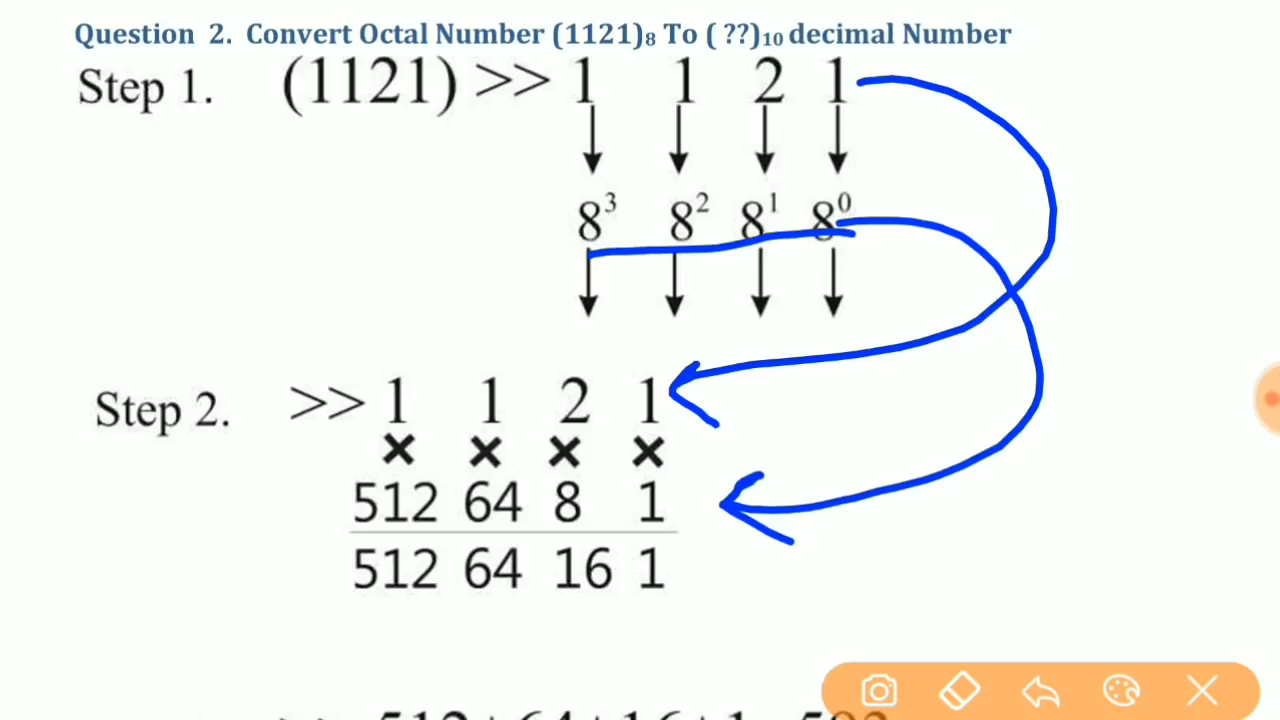 Question 2. Convert Octal Number (1121)₈ To ( ??)₁₀ decimal Number
Step 1. (1121) >> 1 1 2 1
8³ 8² 8¹ 8⁰
Step 2. >> 1 1 2 1
× × × ×
512 64 8 1
512 64 16 1